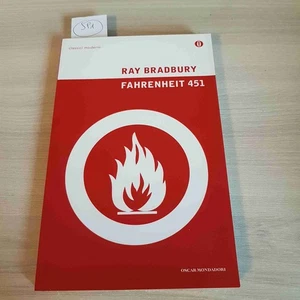 RAY BRADBURY
FAHRENHEIT 451
OSCAR MONDADORI